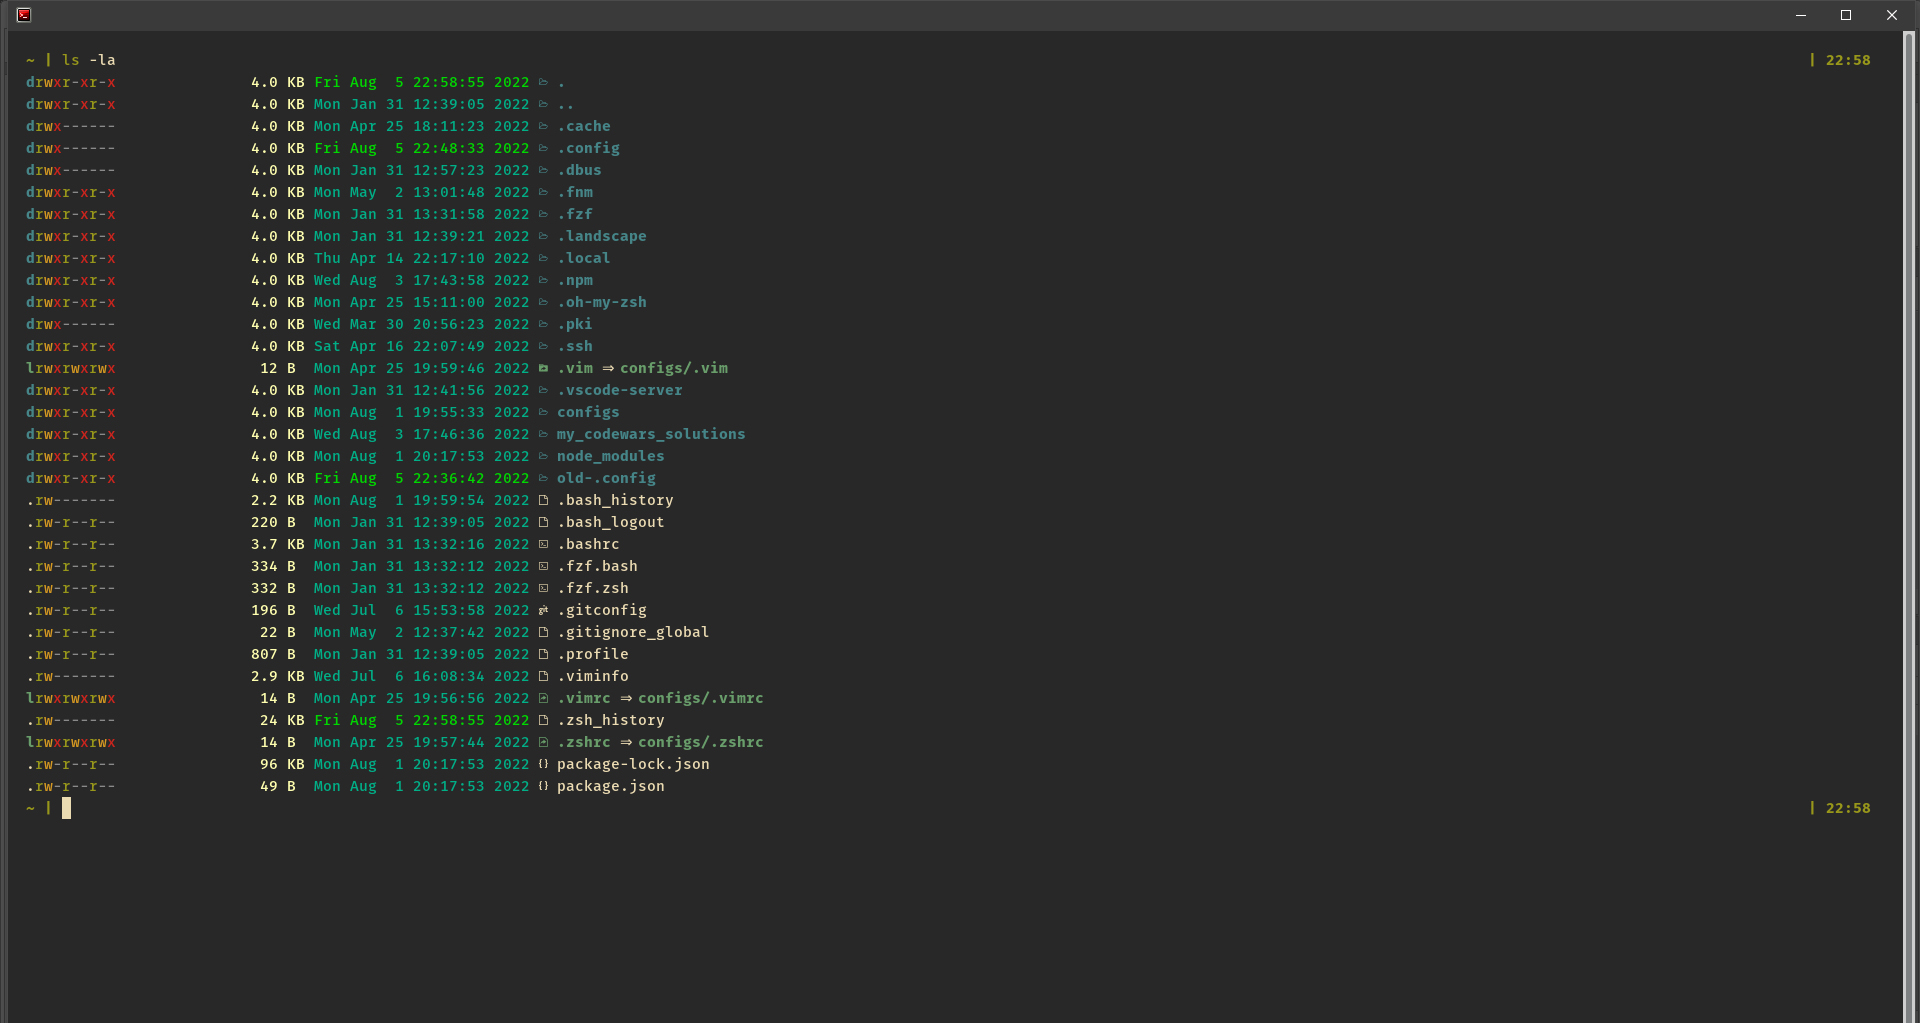 ~ | ls -la | 22:58
drwxr-xr-x 4.0 KB Fri Aug  5 22:58:55 2022 .
drwxr-xr-x 4.0 KB Mon Jan 31 12:39:05 2022 ..
drwx------ 4.0 KB Mon Apr 25 18:11:23 2022 .cache
drwx------ 4.0 KB Fri Aug  5 22:48:33 2022 .config
drwx------ 4.0 KB Mon Jan 31 12:57:23 2022 .dbus
drwxr-xr-x 4.0 KB Mon May  2 13:01:48 2022 .fnm
drwxr-xr-x 4.0 KB Mon Jan 31 13:31:58 2022 .fzf
drwxr-xr-x 4.0 KB Mon Jan 31 12:39:21 2022 .landscape
drwxr-xr-x 4.0 KB Thu Apr 14 22:17:10 2022 .local
drwxr-xr-x 4.0 KB Wed Aug  3 17:43:58 2022 .npm
drwxr-xr-x 4.0 KB Mon Apr 25 15:11:00 2022 .oh-my-zsh
drwx------ 4.0 KB Wed Mar 30 20:56:23 2022 .pki
drwxr-xr-x 4.0 KB Sat Apr 16 22:07:49 2022 .ssh
lrwxrwxrwx 12 B Mon Apr 25 19:59:46 2022 .vim ⇒ configs/.vim
drwxr-xr-x 4.0 KB Mon Jan 31 12:41:56 2022 .vscode-server
drwxr-xr-x 4.0 KB Mon Aug  1 19:55:33 2022 configs
drwxr-xr-x 4.0 KB Wed Aug  3 17:46:36 2022 my_codewars_solutions
drwxr-xr-x 4.0 KB Mon Aug  1 20:17:53 2022 node_modules
drwxr-xr-x 4.0 KB Fri Aug  5 22:36:42 2022 old-.config
.rw------- 2.2 KB Mon Aug  1 19:59:54 2022 .bash_history
.rw-r--r-- 220 B Mon Jan 31 12:39:05 2022 .bash_logout
.rw-r--r-- 3.7 KB Mon Jan 31 13:32:16 2022 .bashrc
.rw-r--r-- 334 B Mon Jan 31 13:32:12 2022 .fzf.bash
.rw-r--r-- 332 B Mon Jan 31 13:32:12 2022 .fzf.zsh
.rw-r--r-- 196 B Wed Jul  6 15:53:58 2022 .gitconfig
.rw-r--r-- 22 B Mon May  2 12:37:42 2022 .gitignore_global
.rw-r--r-- 807 B Mon Jan 31 12:39:05 2022 .profile
.rw------- 2.9 KB Wed Jul  6 16:08:34 2022 .viminfo
lrwxrwxrwx 14 B Mon Apr 25 19:56:56 2022 .vimrc ⇒ configs/.vimrc
.rw------- 24 KB Fri Aug  5 22:58:55 2022 .zsh_history
lrwxrwxrwx 14 B Mon Apr 25 19:57:44 2022 .zshrc ⇒ configs/.zshrc
.rw-r--r-- 96 KB Mon Aug  1 20:17:53 2022 {} package-lock.json
.rw-r--r-- 49 B Mon Aug  1 20:17:53 2022 {} package.json
~ | | 22:58